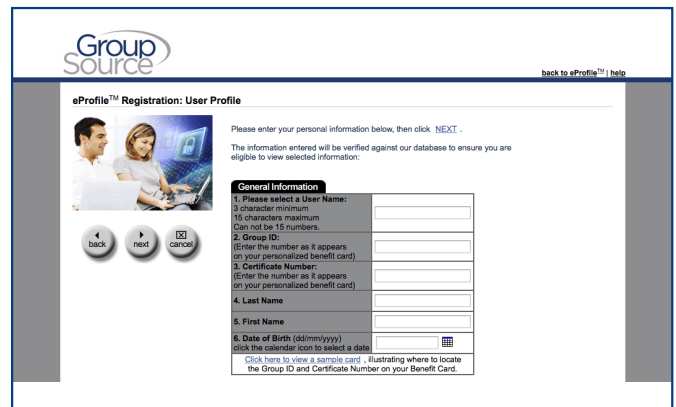 Group
Source
back to eProfile™ | help
eProfile™ Registration: User Profile
Please enter your personal information below, then click NEXT .
The information entered will be verified against our database to ensure you are
eligible to view selected information:
General Information
1. Please select a User Name:
3 character minimum
15 characters maximum
Can not be 15 numbers.
2. Group ID:
(Enter the number as it appears
on your personalized benefit card)
3. Certificate Number:
(Enter the number as it appears
on your personalized benefit card)
4. Last Name
5. First Name
6. Date of Birth (dd/mm/yyyy)
click the calendar icon to select a date
Click here to view a sample card , illustrating where to locate
the Group ID and Certificate Number on your Benefit Card.
back
next
cancel